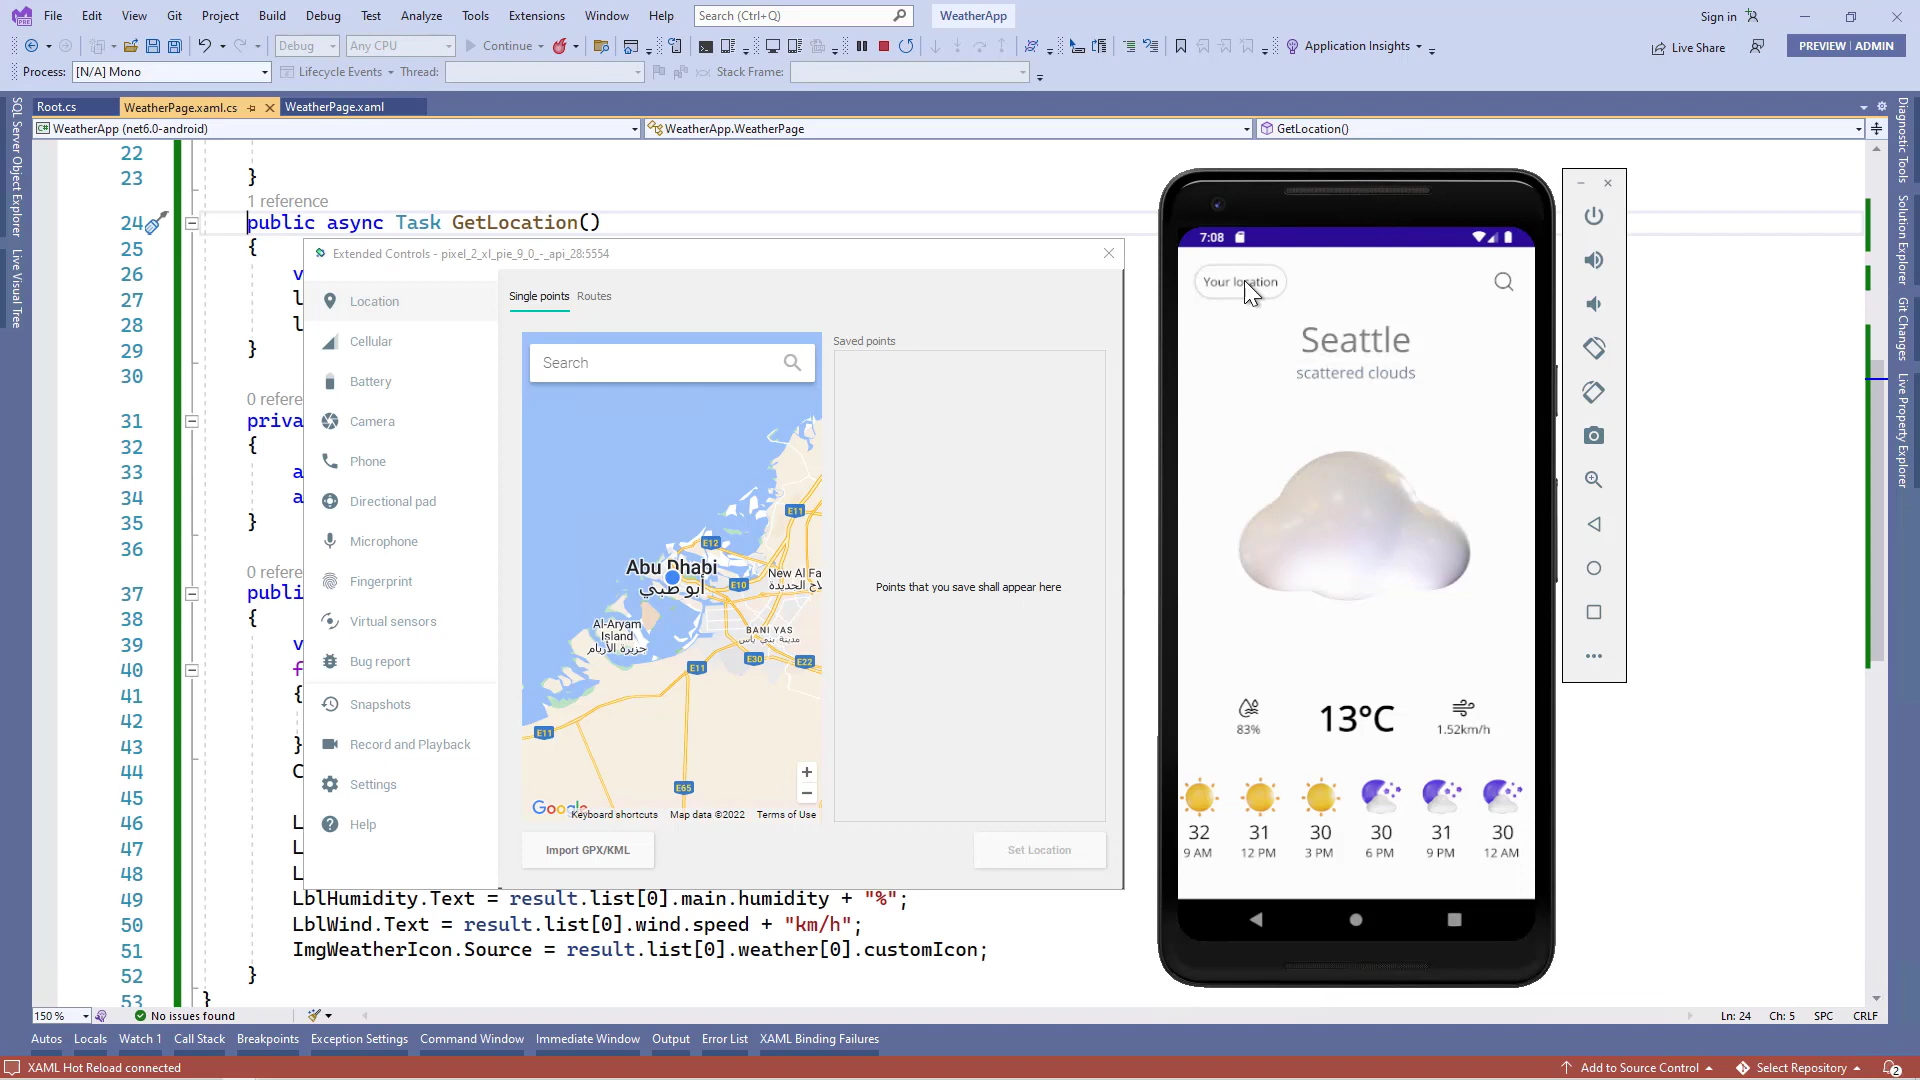 File Edit View Git Project Build Debug Test Analyze Tools Extensions Window Help Search (Ctrl+Q) WeatherApp Sign in
Debug Any CPU Continue Application Insights Live Share PREVIEW | ADMIN
Process: [N/A] Mono Lifecycle Events Thread: Stack Frame:
Root.cs WeatherPage.xaml.cs WeatherPage.xaml
WeatherApp (net6.0-android) WeatherApp.WeatherPage GetLocation()
SQL Server Object Explorer
Live Visual Tree
22
23 }
1 reference
24 public async Task GetLocation()
25 {
26 v
27 l
28 l
29 }
30
0 refere
31 priva
32 {
33 a
34 a
35 }
36
0 refere
37 publi
38 {
39 v
40 f
41 {
42
43 }
44 C
45
46 L
47 L
48 L
49 LblHumidity.Text = result.list[0].main.humidity + "%";
50 LblWind.Text = result.list[0].wind.speed + "km/h";
51 ImgWeatherIcon.Source = result.list[0].weather[0].customIcon;
52 }
53 }
Extended Controls - pixel_2_xl_pie_9_0_-_api_28:5554
Location
Cellular
Battery
Camera
Phone
Directional pad
Microphone
Fingerprint
Virtual sensors
Bug report
Snapshots
Record and Playback
Settings
Help
Single points Routes
Search
E11
E12
Abu Dhabi
أبو ظبي
E10
New Al Fa
الفلاح الجديدة
Al-Aryam
Island
جزيرة الأريام
BANI YAS
مدينة بني ياس
E30
E22
E11
E11
E65
+
−
Google
Keyboard shortcuts Map data ©2022 Terms of Use
Saved points
Points that you save shall appear here
Import GPX/KML Set Location
7:08
Your location
Seattle
scattered clouds
83% 13°C 1.52km/h
32 31 30 30 31 30
9 AM 12 PM 3 PM 6 PM 9 PM 12 AM
Diagnostic Tools
Solution Explorer
Git Changes
Live Property Explorer
150 % No issues found Ln: 24 Ch: 5 SPC CRLF
Autos Locals Watch 1 Call Stack Breakpoints Exception Settings Command Window Immediate Window Output Error List XAML Binding Failures
XAML Hot Reload connected Add to Source Control Select Repository 2